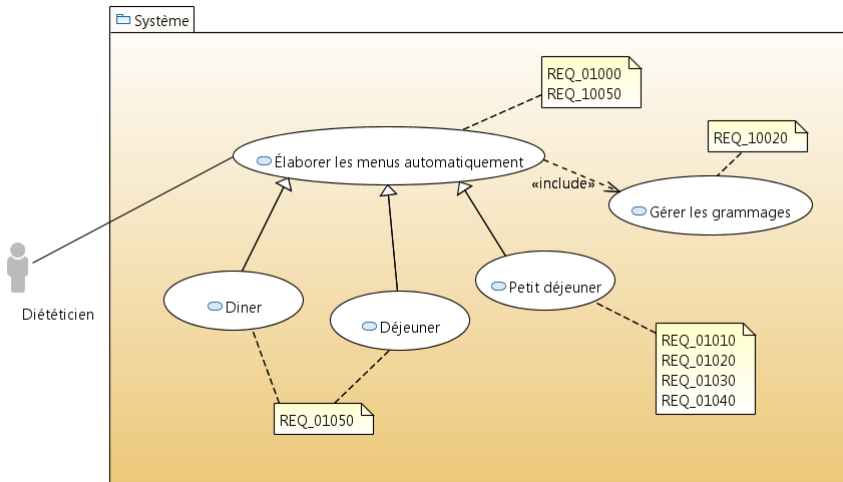 Système
REQ_01000
REQ_10050
REQ_10020
Élaborer les menus automatiquement
«include»
Gérer les grammages
Diététicien
Diner
Déjeuner
Petit déjeuner
REQ_01010
REQ_01020
REQ_01030
REQ_01040
REQ_01050